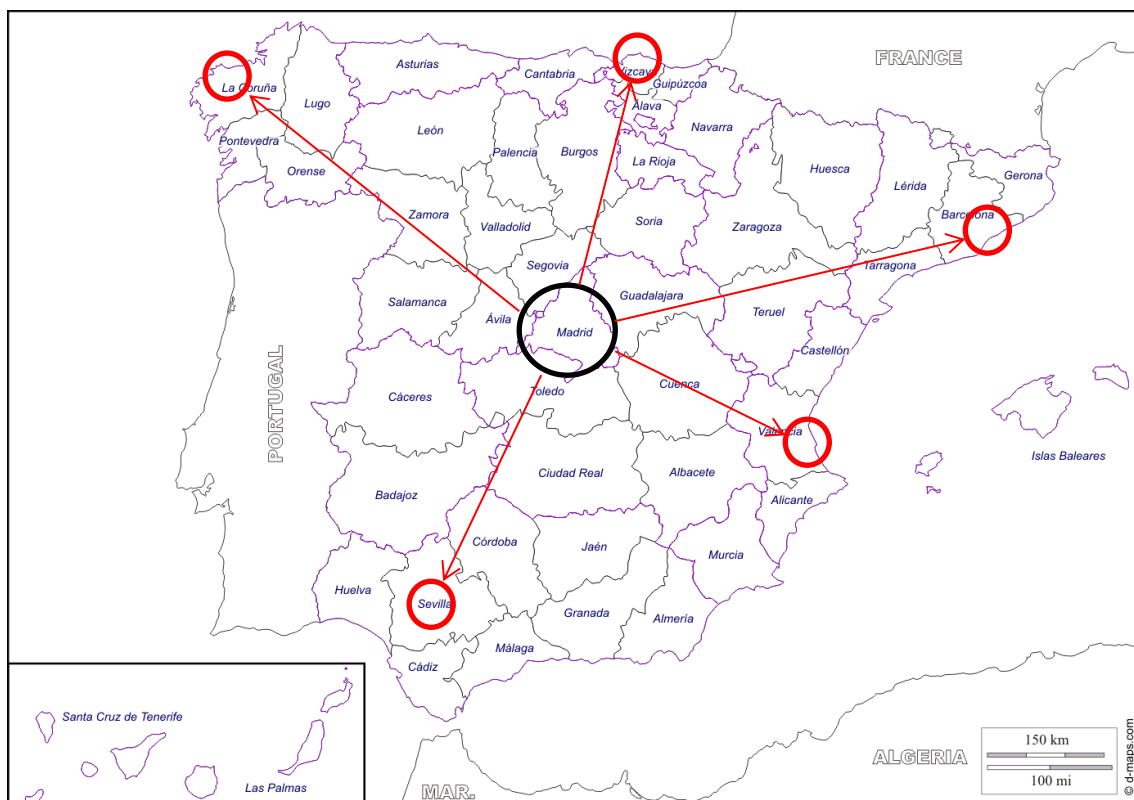 FRANCE
Asturias
Cantabria
Vizcaya
Guipúzcoa
La Coruña
Lugo
Álava
León
Navarra
Pontevedra
Palencia
Burgos
La Rioja
Orense
Huesca
Gerona
Lérida
Zamora
Barcelona
Valladolid
Soria
Zaragoza
Segovia
Tarragona
Salamanca
Guadalajara
Ávila
Madrid
Teruel
Castellón
PORTUGAL
Cáceres
Toledo
Cuenca
Valencia
Islas Baleares
Badajoz
Ciudad Real
Albacete
Alicante
Córdoba
Jaén
Murcia
Huelva
Sevilla
Granada
Almería
Málaga
Cádiz
Santa Cruz de Tenerife
Las Palmas
MAR.
ALGERIA
150 km
100 mi
© d-maps.com